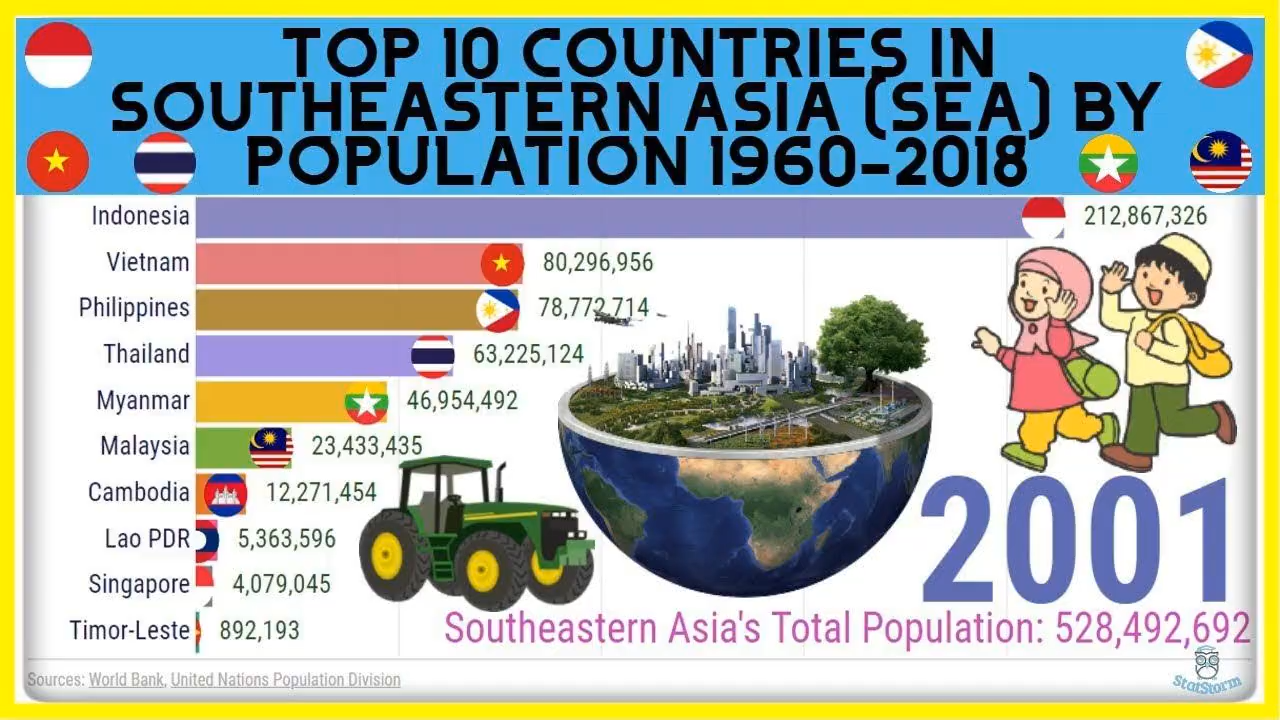 TOP 10 COUNTRIES IN
SOUTHEASTERN ASIA (SEA) BY
POPULATION 1960-2018
Indonesia 212,867,326
Vietnam 80,296,956
Philippines 78,772,714
Thailand 63,225,124
Myanmar 46,954,492
Malaysia 23,433,435
Cambodia 12,271,454
Lao PDR 5,363,596
Singapore 4,079,045
Timor-Leste 892,193
2001
Southeastern Asia's Total Population: 528,492,692
Sources: World Bank, United Nations Population Division
StatStorm